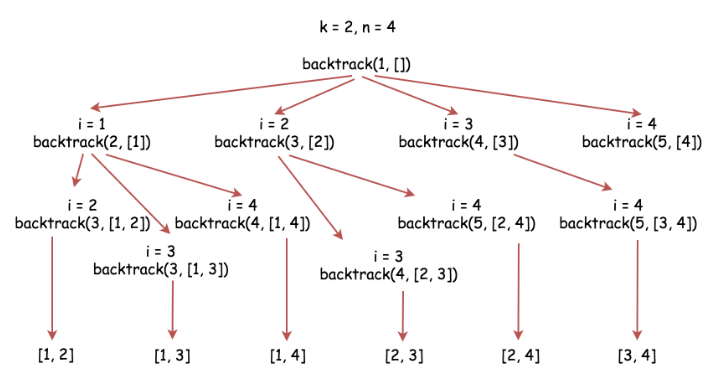 k = 2, n = 4
backtrack(1, [])
i = 1
backtrack(2, [1])
i = 2
backtrack(3, [2])
i = 3
backtrack(4, [3])
i = 4
backtrack(5, [4])
i = 2
backtrack(3, [1, 2])
i = 4
backtrack(4, [1, 4])
i = 4
backtrack(5, [2, 4])
i = 4
backtrack(5, [3, 4])
i = 3
backtrack(3, [1, 3])
i = 3
backtrack(4, [2, 3])
[1, 2]
[1, 3]
[1, 4]
[2, 3]
[2, 4]
[3, 4]